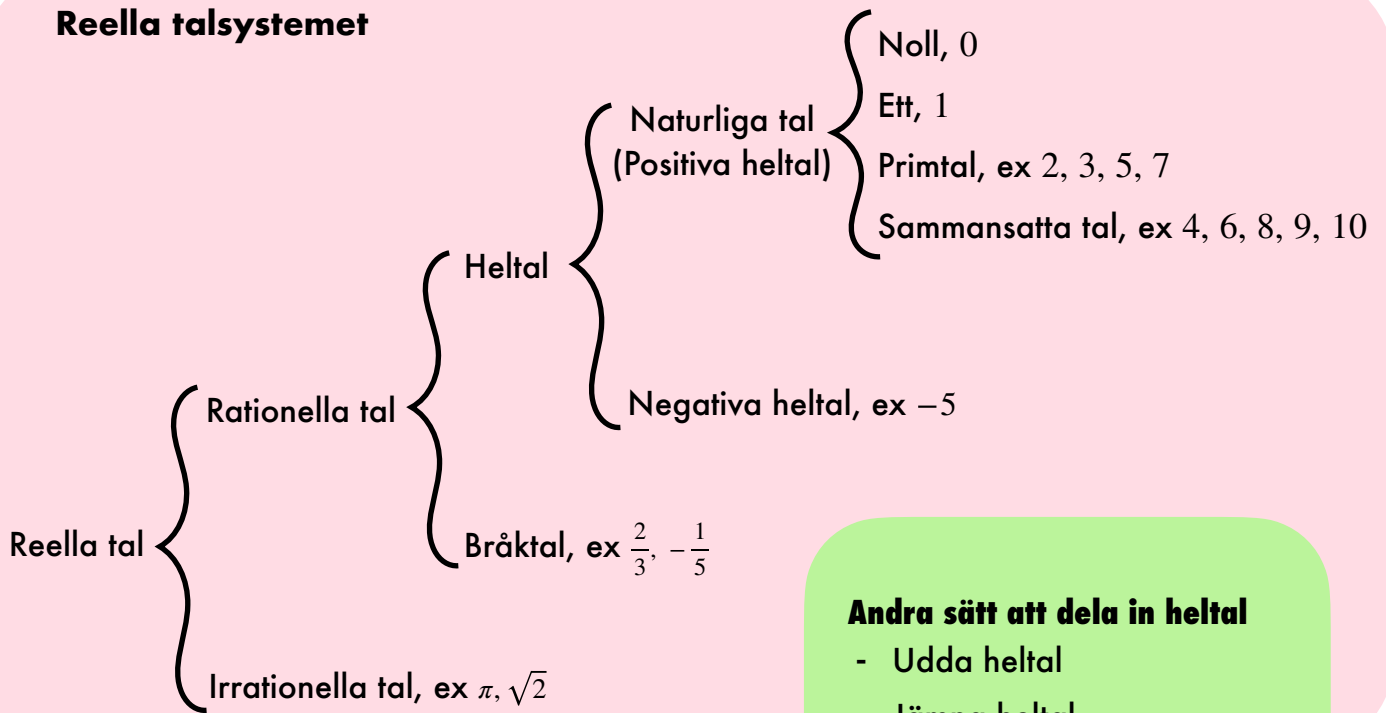 Reella talsystemet
Noll, 0
Ett, 1
Naturliga tal
(Positiva heltal)
Primtal, ex 2, 3, 5, 7
Sammansatta tal, ex 4, 6, 8, 9, 10
Heltal
Negativa heltal, ex −5
Rationella tal
Bråktal, ex 2/3, −1/5
Reella tal
Irrationella tal, ex π, √2
Andra sätt att dela in heltal
- Udda heltal
Jämna heltal